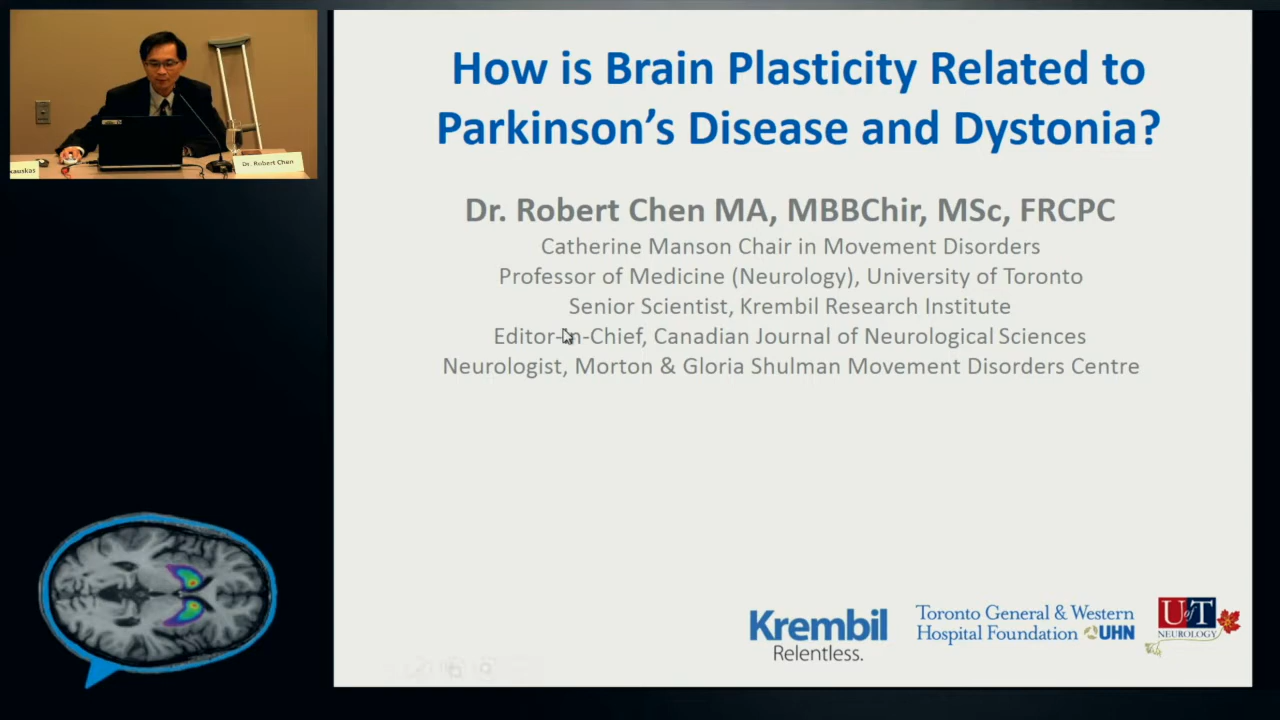 How is Brain Plasticity Related to
Parkinson's Disease and Dystonia?
Dr. Robert Chen MA, MBBChir, MSc, FRCPC
Catherine Manson Chair in Movement Disorders
Professor of Medicine (Neurology), University of Toronto
Senior Scientist, Krembil Research Institute
Editor-in-Chief, Canadian Journal of Neurological Sciences
Neurologist, Morton & Gloria Shulman Movement Disorders Centre
kauskas
Dr. Robert Chen
Krembil
Relentless.
Toronto General & Western
Hospital Foundation UHN
UofT
NEUROLOGY